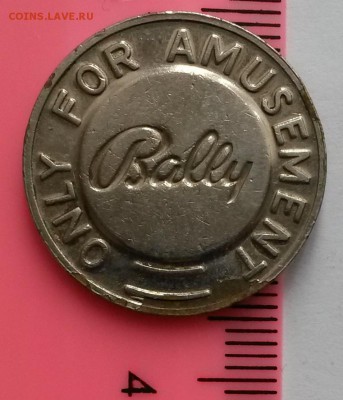 COINS.LAVE.RU
ONLY FOR AMUSEMENT
Bally
4